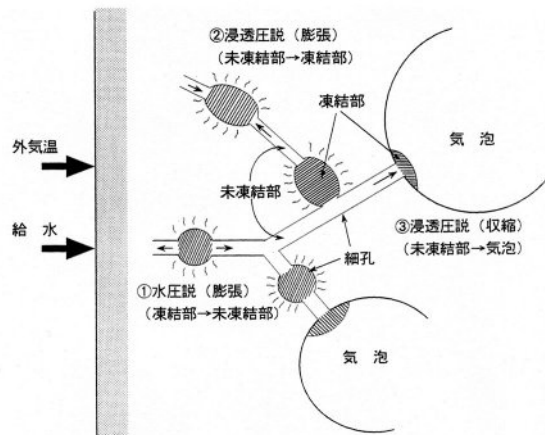 ②浸透圧説（膨張）
（未凍結部→凍結部）
凍結部
気 泡
外気温
未凍結部
給 水
③浸透圧説（収縮）
（未凍結部→気泡）
細孔
①水圧説（膨張）
（凍結部→未凍結部）
気 泡